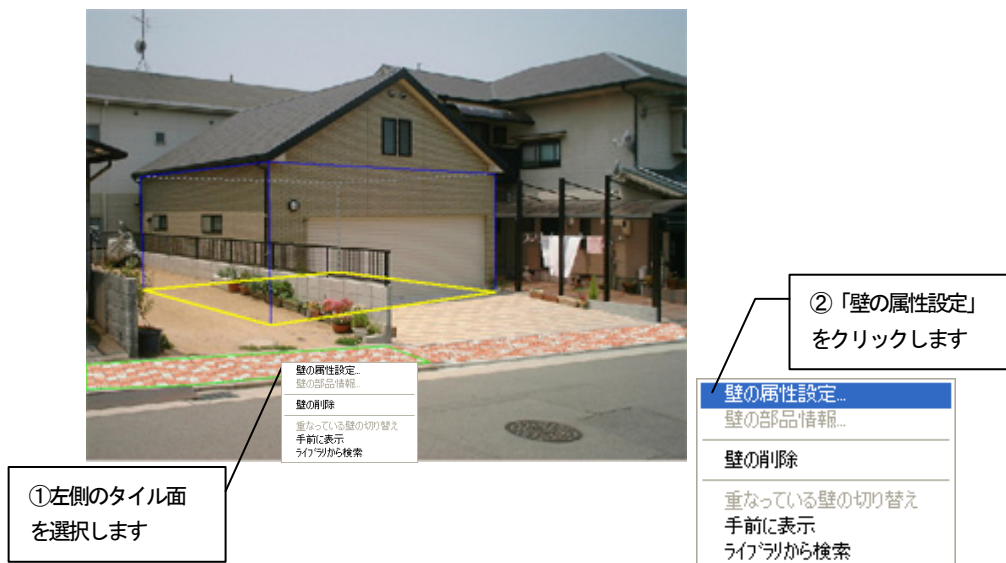 壁の属性設定...
壁の部品情報...
壁の削除
重なっている壁の切り替え
手前に表示
ライブラリから検索
①左側のタイル面
を選択します
②「壁の属性設定」
をクリックします
壁の属性設定...
壁の部品情報...
壁の削除
重なっている壁の切り替え
手前に表示
ライブラリから検索